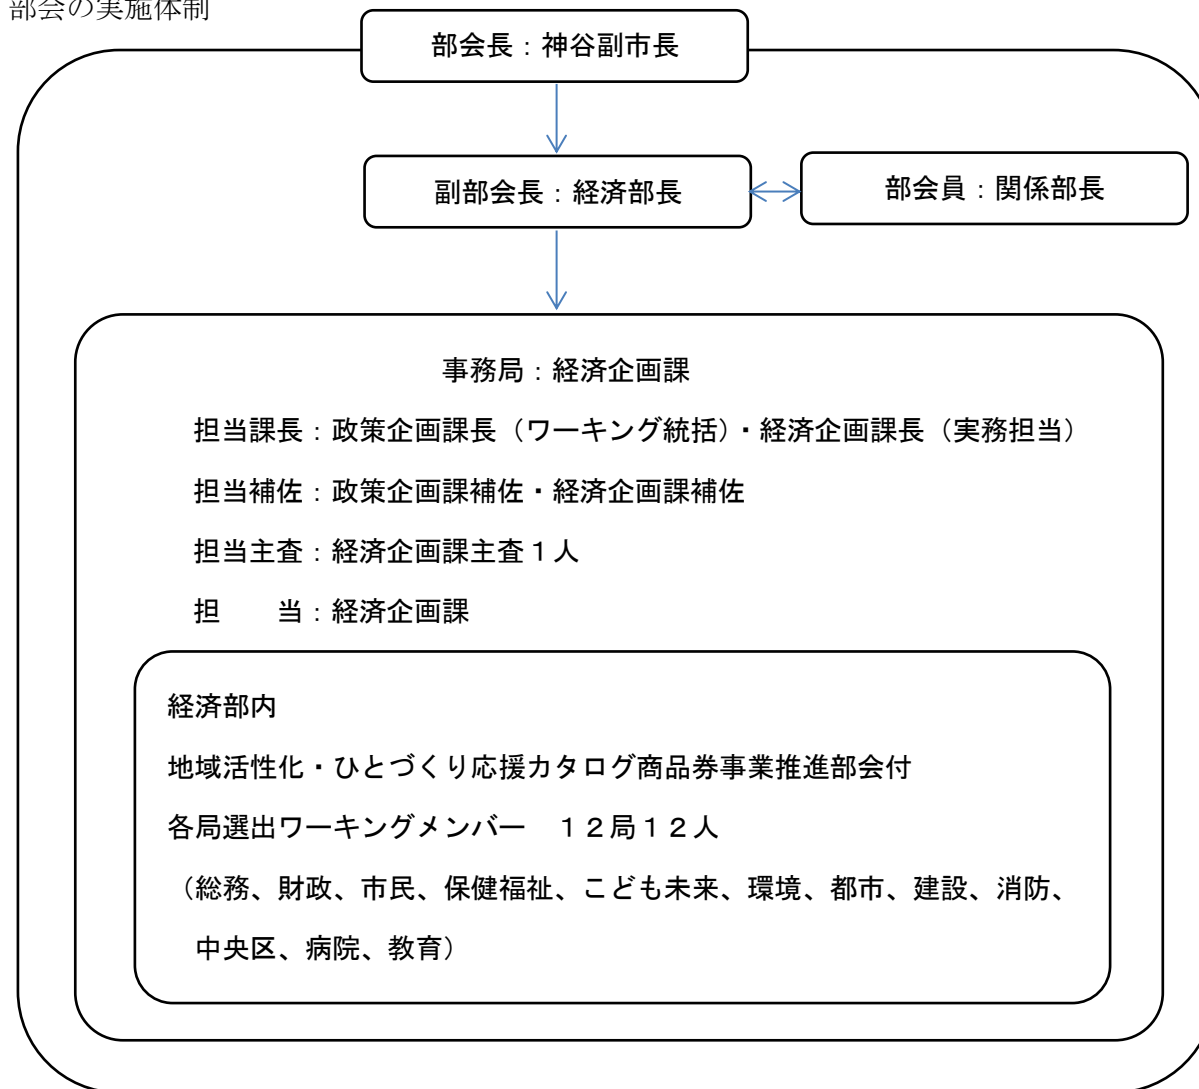 部会の実施体制
部会長：神谷副市長
副部会長：経済部長
部会員：関係部長
事務局：経済企画課
担当課長：政策企画課長（ワーキング統括）・経済企画課長（実務担当）
担当補佐：政策企画課補佐・経済企画課補佐
担当主査：経済企画課主査１人
担　　当：経済企画課
経済部内
地域活性化・ひとづくり応援カタログ商品券事業推進部会付
各局選出ワーキングメンバー　１２局１２人
（総務、財政、市民、保健福祉、こども未来、環境、都市、建設、消防、
中央区、病院、教育）